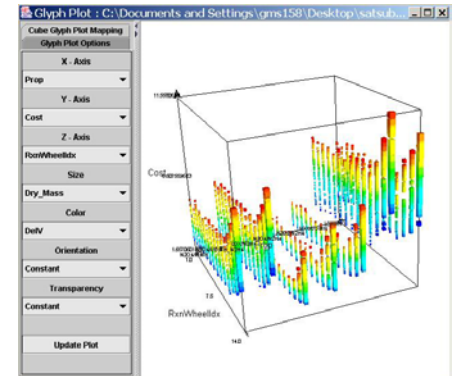 Glyph Plot : C:\Documents and Settings\gms158\Desktop\satsub...
Cube Glyph Plot Mapping
Glyph Plot Options
X - Axis
Prop
Y - Axis
Cost
Z - Axis
RxnWheelIdx
Size
Dry_Mass
Color
DelV
Orientation
Constant
Transparency
Constant
Update Plot
Cost
7.0
RxnWheelIdx
14.0